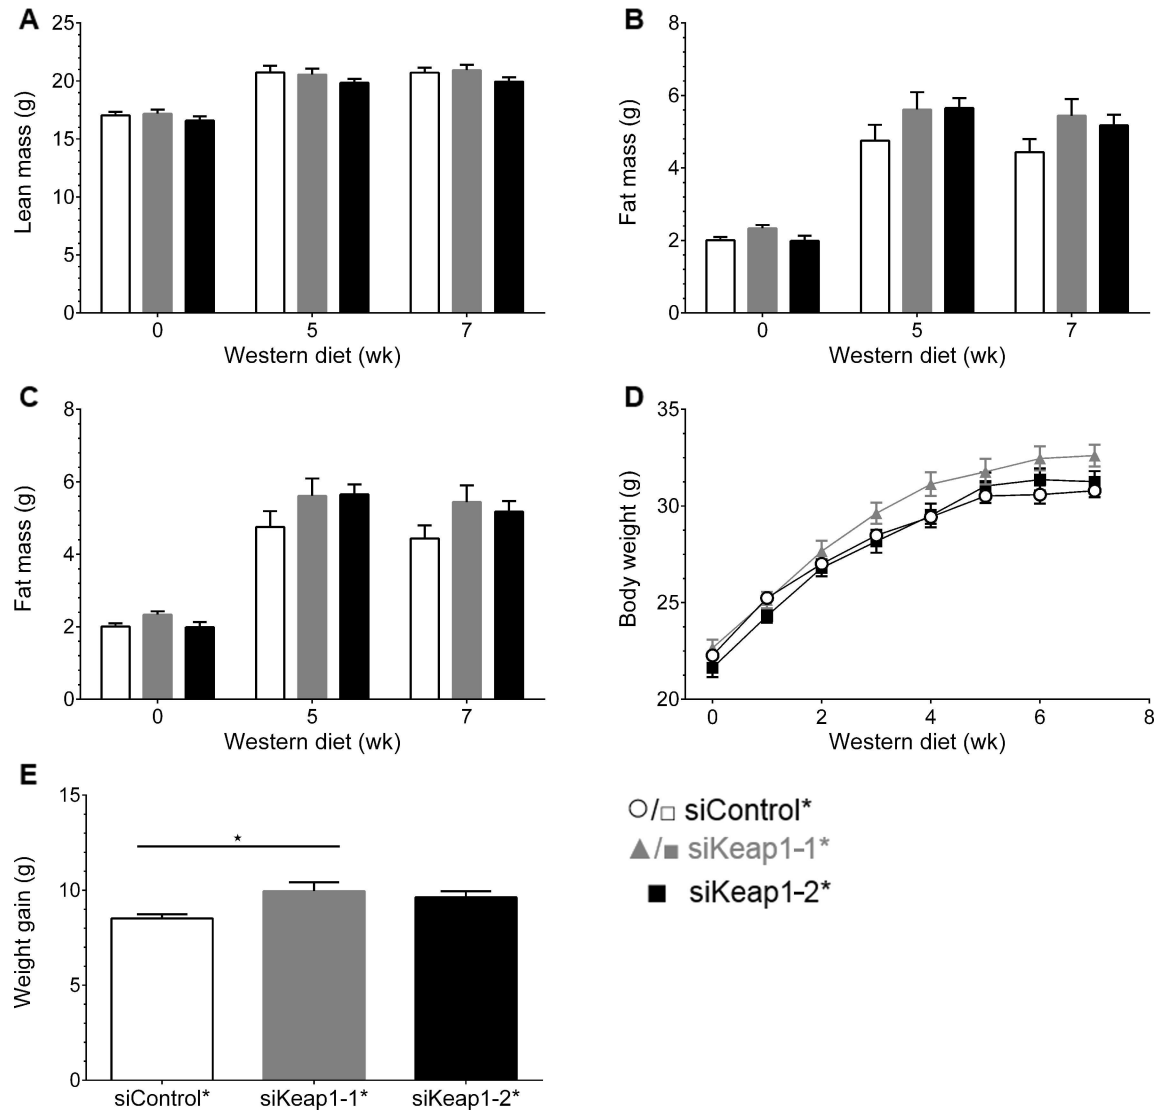 A
Lean mass (g)
25
20
15
10
5
0
0 5 7
Western diet (wk)
B
Fat mass (g)
8
6
4
2
0
0 5 7
Western diet (wk)
C
Fat mass (g)
8
6
4
2
0
0 5 7
Western diet (wk)
D
Body weight (g)
35
30
25
20
0 2 4 6 8
Western diet (wk)
E
Weight gain (g)
15
10
5
0
*
siControl* siKeap1-1* siKeap1-2*
○/□ siControl*
▲/■ siKeap1-1*
■ siKeap1-2*